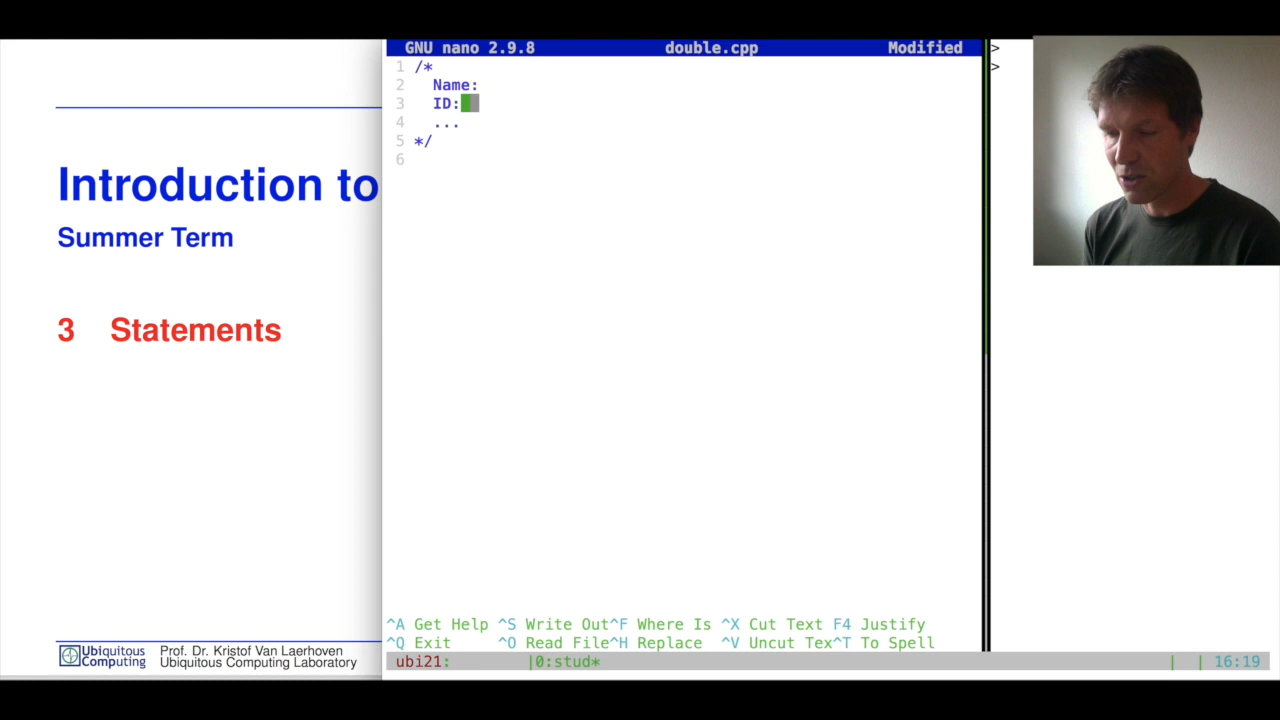 Introduction to
Summer Term
3 Statements
Ubiquitous
Computing
Prof. Dr. Kristof Van Laerhoven
Ubiquitous Computing Laboratory
GNU nano 2.9.8 double.cpp Modified
1 /*
2 Name:
3 ID:
4 ...
5 */
6
^A Get Help ^S Write Out^F Where Is ^X Cut Text F4 Justify
^Q Exit ^O Read File^H Replace ^V Uncut Tex^T To Spell
ubi21: |0:stud* | | 16:19
>
>